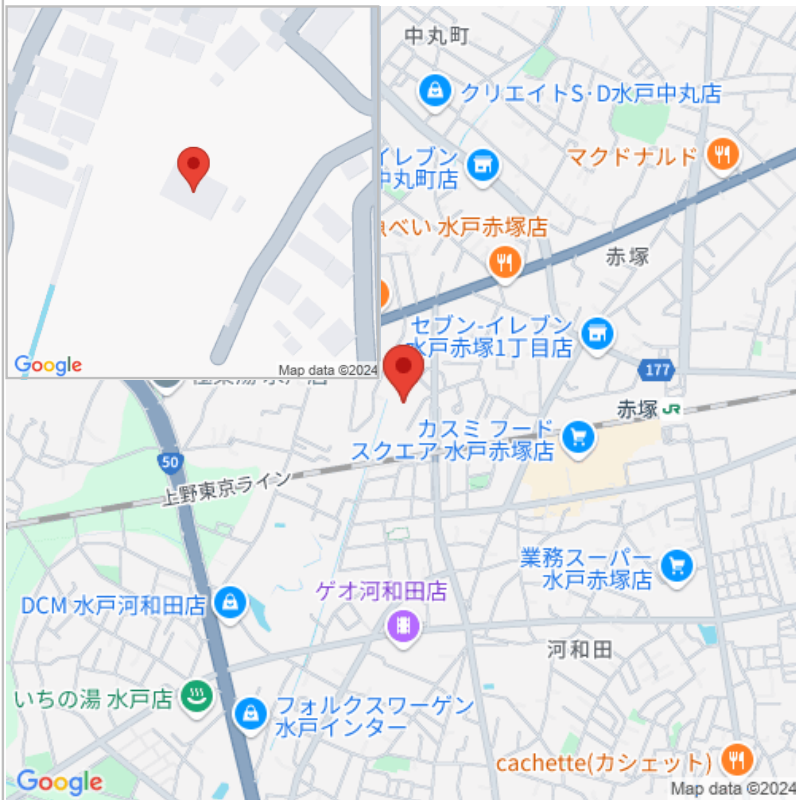 Google
Map data ©2024
中丸町
クリエイトS・D水戸中丸店
イレブン
中丸町店
マクドナルド
べい 水戸赤塚店
赤塚
セブン-イレブン
水戸赤塚1丁目店
177
赤塚
JR
カスミ フード
スクエア 水戸赤塚店
50
上野東京ライン
業務スーパー
水戸赤塚店
ゲオ河和田店
DCM 水戸河和田店
河和田
いちの湯 水戸店
フォルクスワーゲン
水戸インター
cachette(カシェット)
Google
Map data ©2024